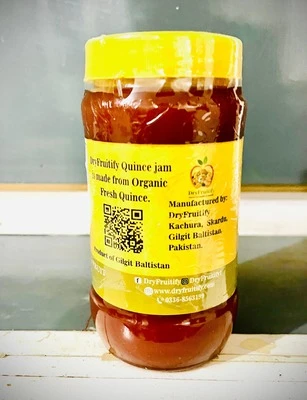 DryFruitify Quince jam
is made from Organic
Fresh Quince.
DryFruitify
Manufactured by:
DryFruitify
Kachura, Skardu,
Gilgit Baltistan
Pakistan.
Product of Gilgit Baltistan
DryFruitify
DryFruitify
www.dryfruitify.com